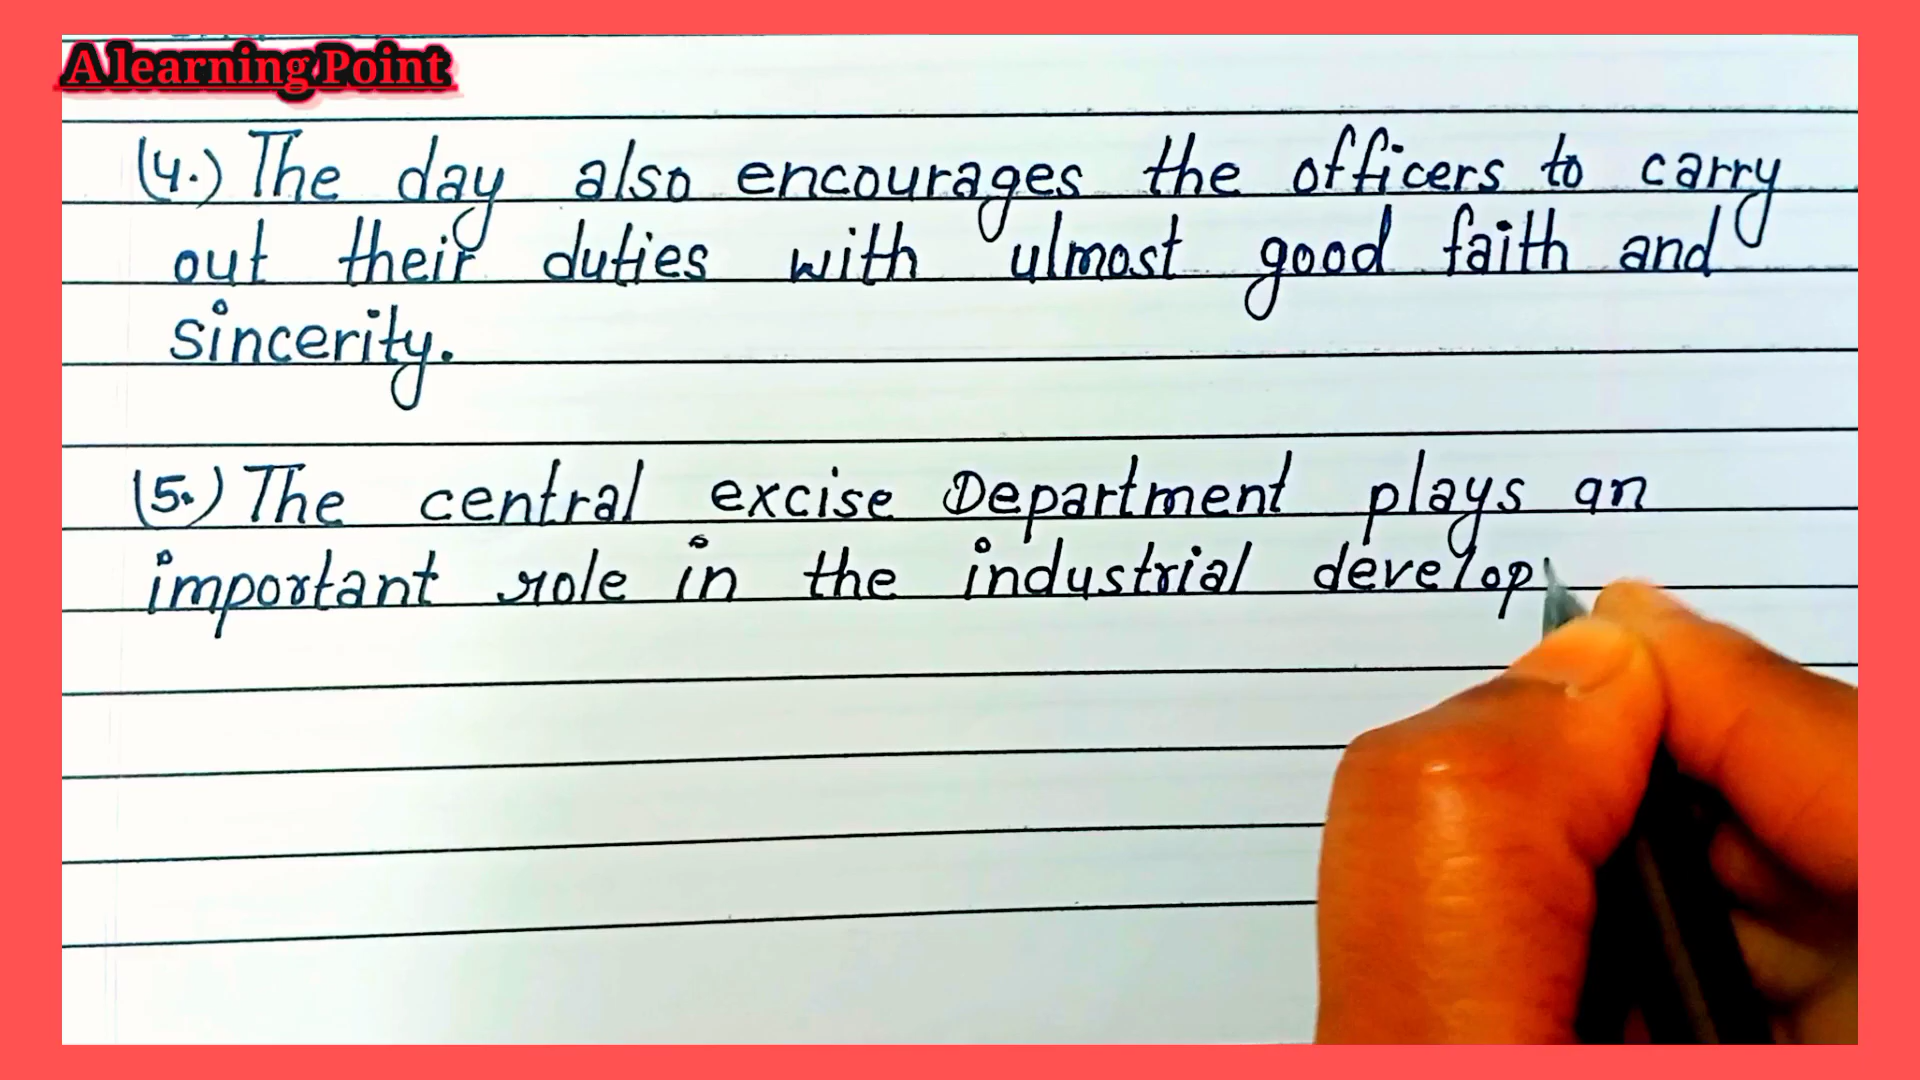 A learning Point
(4.) The day also encourages the officers to carry
out their duties with ulmost good faith and
sincerity.
(5.) The central excise Department plays an
important role in the industrial develop